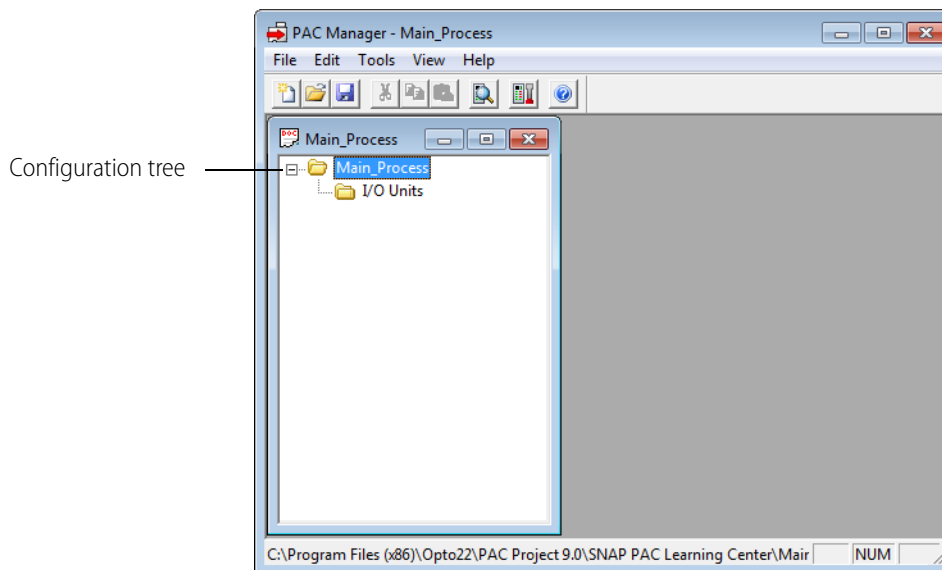 PAC Manager - Main_Process
File Edit Tools View Help
Main_Process
Configuration tree
Main_Process
I/O Units
C:\Program Files (x86)\Opto22\PAC Project 9.0\SNAP PAC Learning Center\Mair
NUM